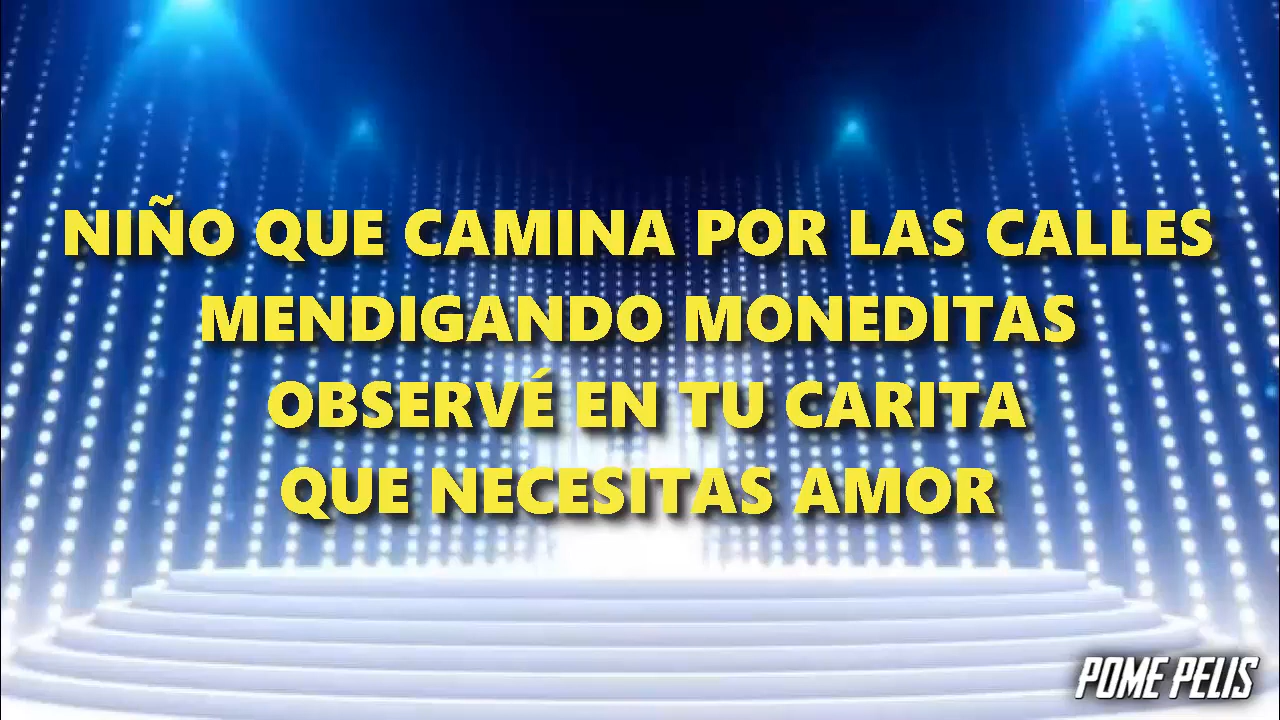 NIÑO QUE CAMINA POR LAS CALLES
MENDIGANDO MONEDITAS
OBSERVÉ EN TU CARITA
QUE NECESITAS AMOR
POME PELIS